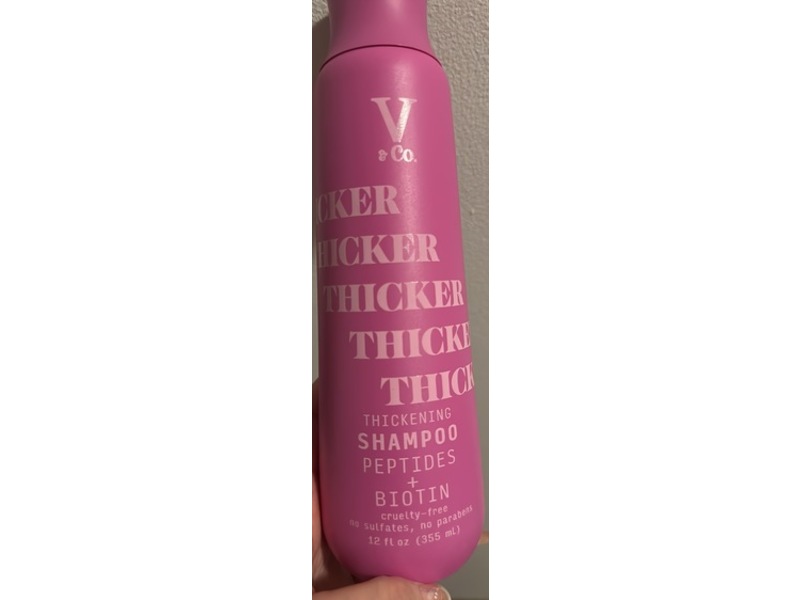 V
& Co.
CKER
HICKER
THICKER
THICKE
THICK
THICKENING
SHAMPOO
PEPTIDES
+
BIOTIN
cruelty-free
no sulfates, no parabens
12 fl oz (355 mL)